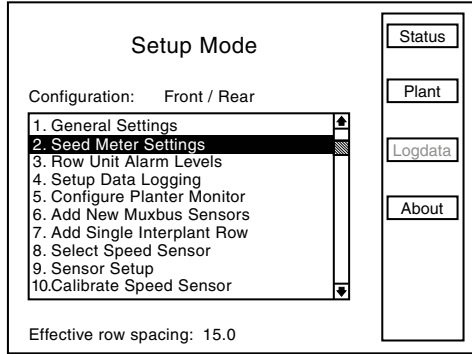 Setup Mode
Configuration: Front / Rear
1. General Settings
2. Seed Meter Settings
3. Row Unit Alarm Levels
4. Setup Data Logging
5. Configure Planter Monitor
6. Add New Muxbus Sensors
7. Add Single Interplant Row
8. Select Speed Sensor
9. Sensor Setup
10.Calibrate Speed Sensor
Effective row spacing: 15.0
Status
Plant
Logdata
About